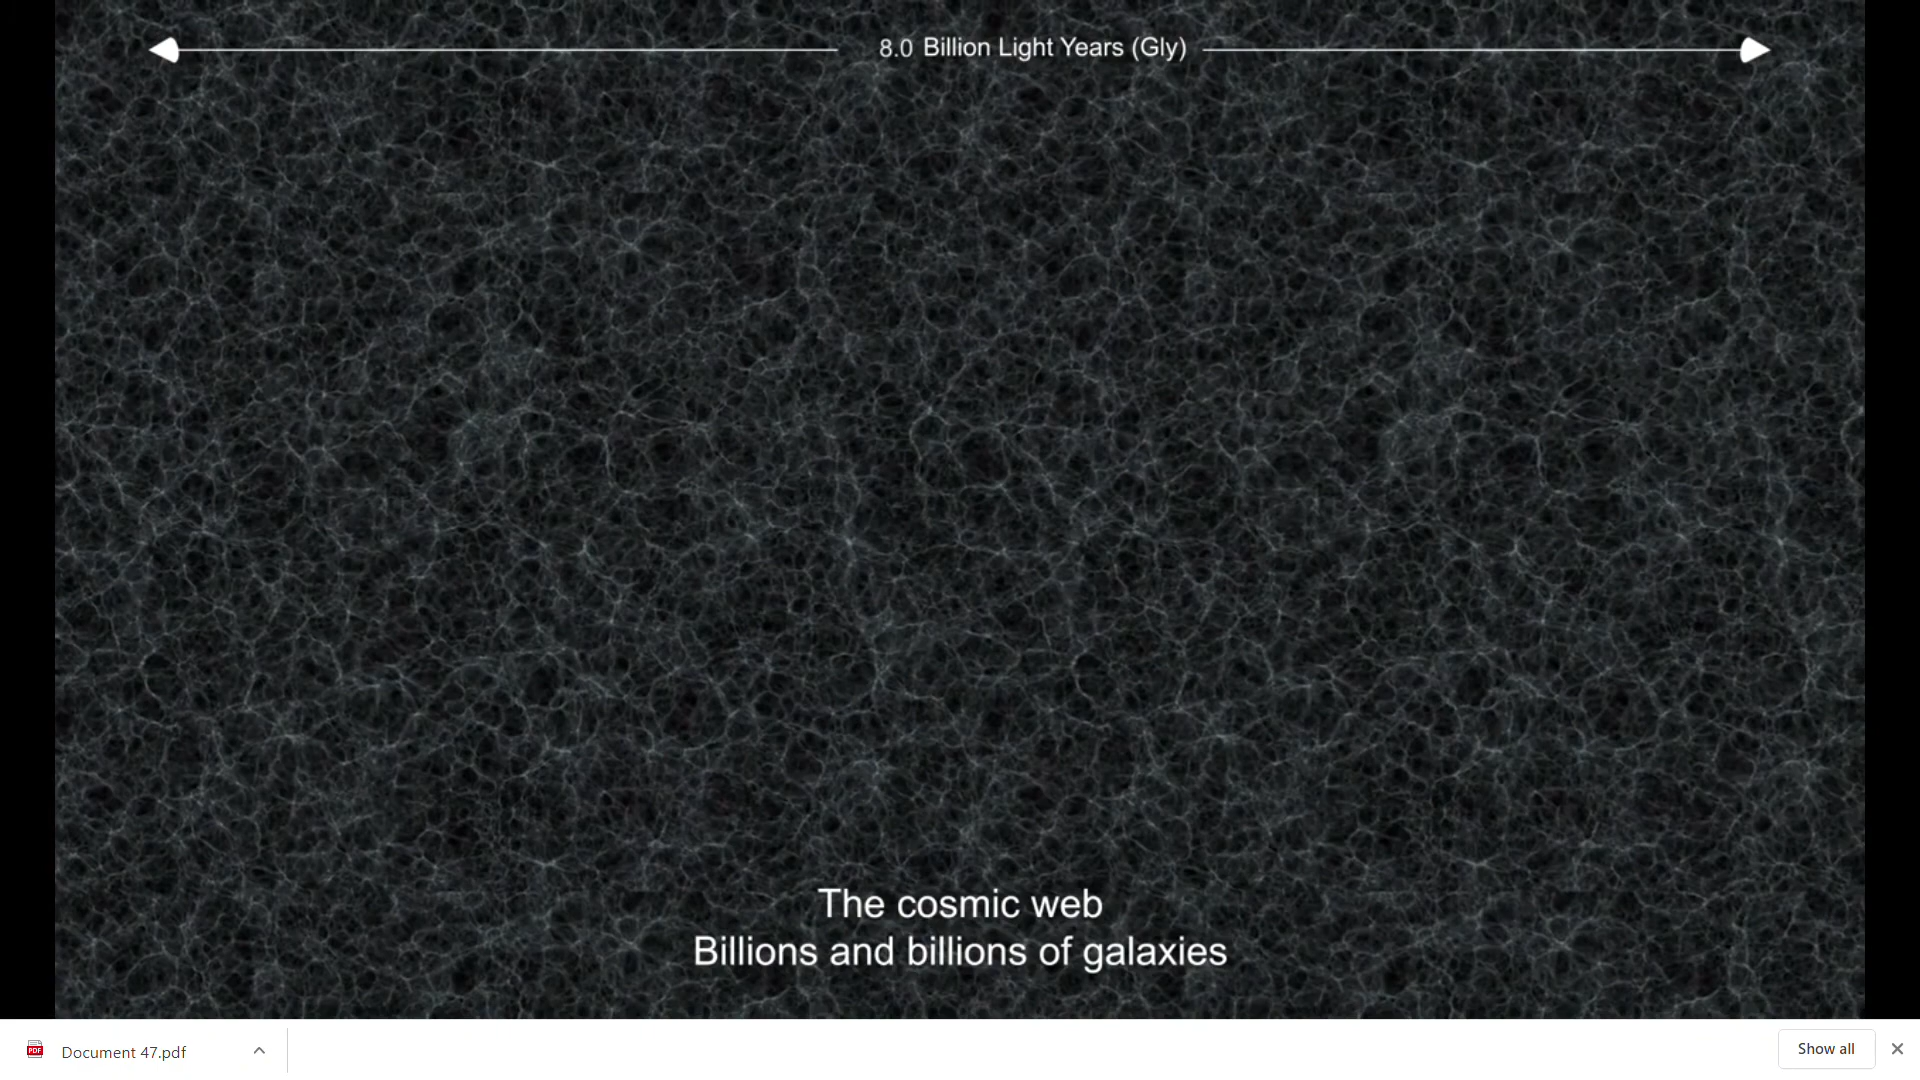 8.0 Billion Light Years (Gly)
The cosmic web
Billions and billions of galaxies
PDF
Document 47.pdf
Show all